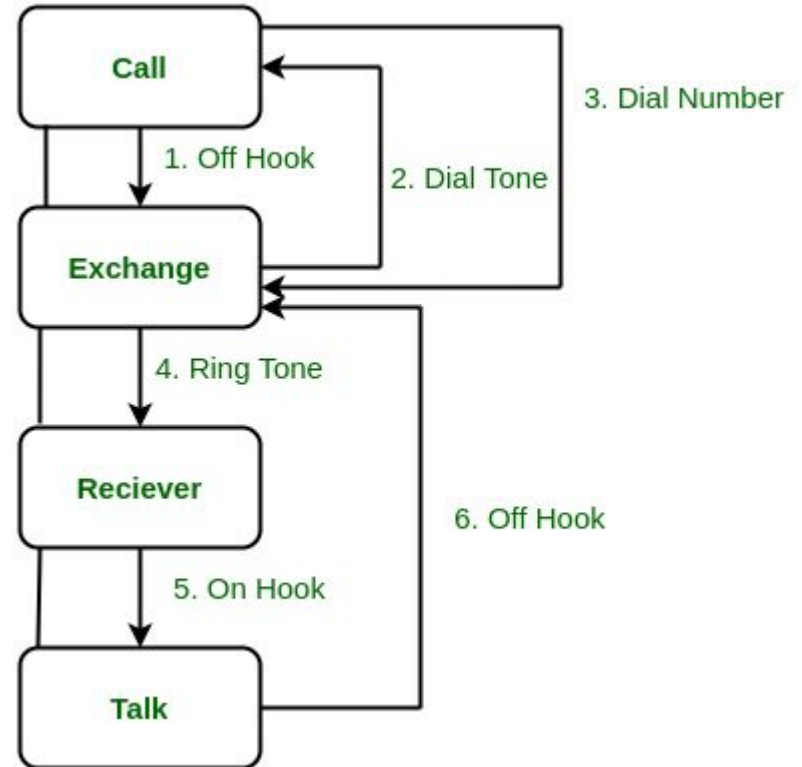 Call
3. Dial Number
1. Off Hook
2. Dial Tone
Exchange
4. Ring Tone
Reciever
6. Off Hook
5. On Hook
Talk